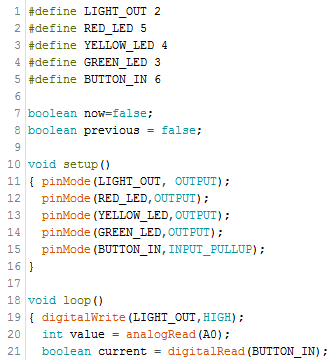 1 #define LIGHT_OUT 2
2 #define RED_LED 5
3 #define YELLOW_LED 4
4 #define GREEN_LED 3
5 #define BUTTON_IN 6
6
7 boolean now=false;
8 boolean previous = false;
9
10 void setup()
11 { pinMode(LIGHT_OUT, OUTPUT);
12 pinMode(RED_LED,OUTPUT);
13 pinMode(YELLOW_LED,OUTPUT);
14 pinMode(GREEN_LED,OUTPUT);
15 pinMode(BUTTON_IN,INPUT_PULLUP);
16 }
17
18 void loop()
19 { digitalWrite(LIGHT_OUT,HIGH);
20 int value = analogRead(A0);
21 boolean current = digitalRead(BUTTON_IN);